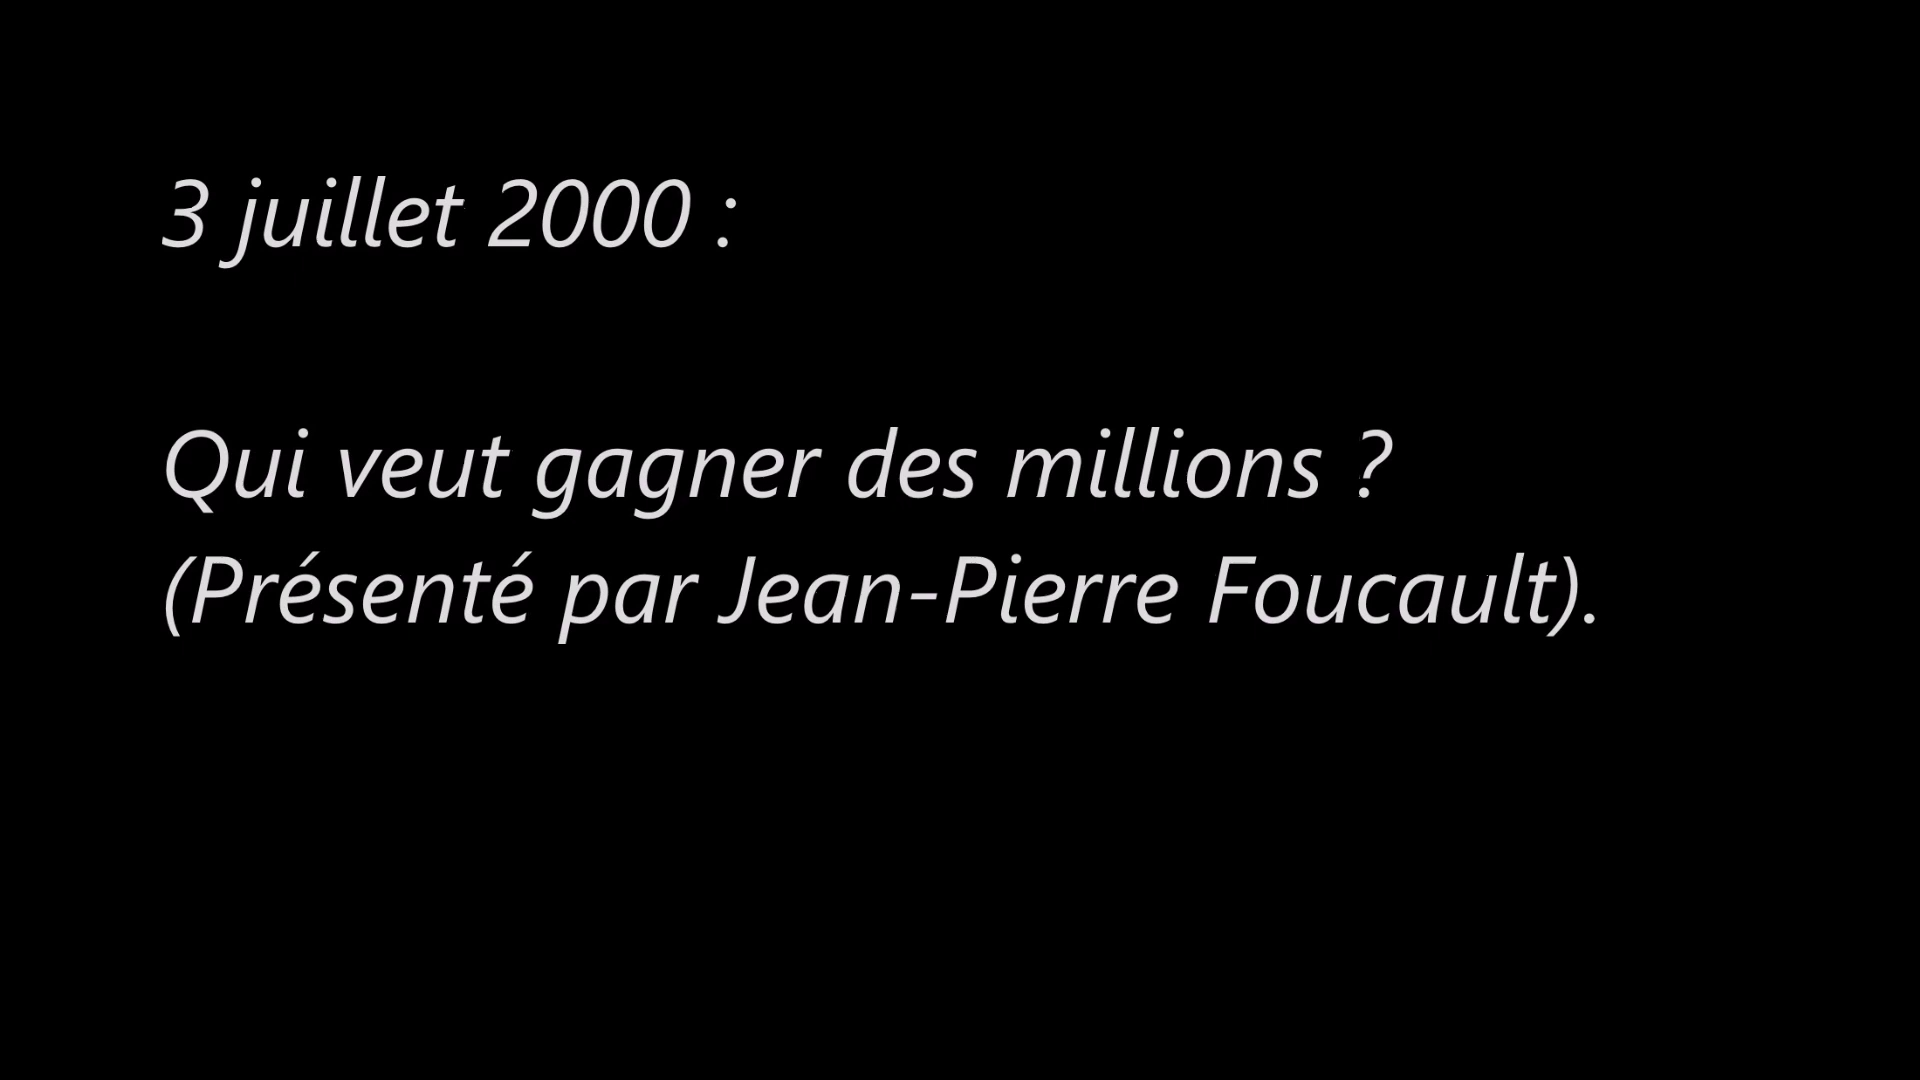 3 juillet 2000 :
Qui veut gagner des millions ?
(Présenté par Jean-Pierre Foucault).